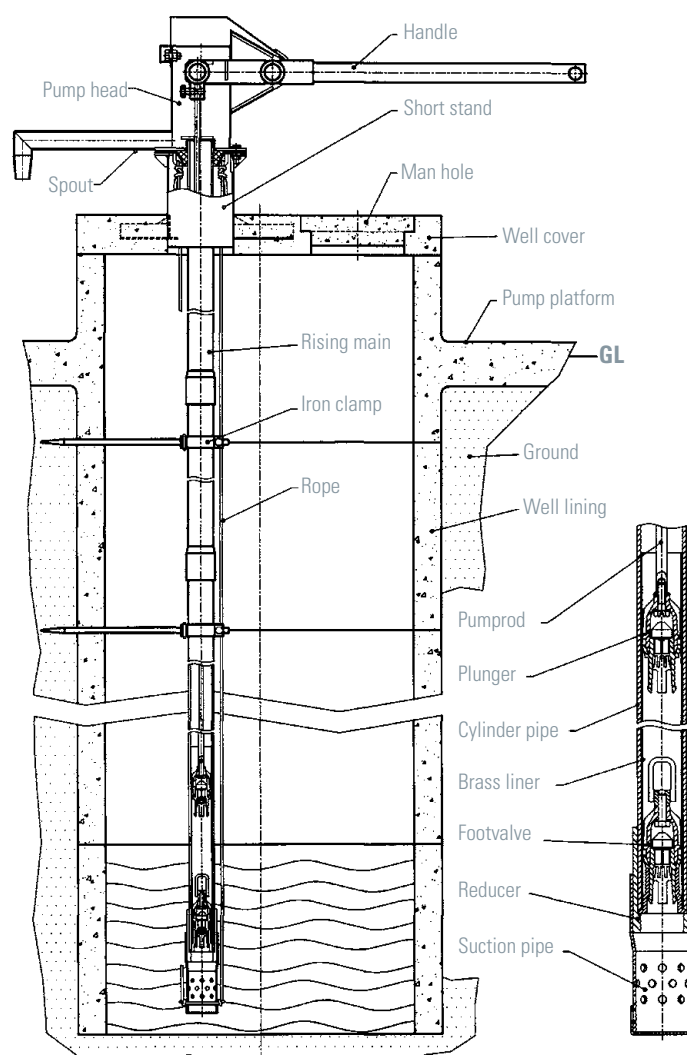 Handle
Pump head
Short stand
Man hole
Spout
Well cover
Pump platform
Rising main
GL
Iron clamp
Ground
Rope
Well lining
Pumprod
Plunger
Cylinder pipe
Brass liner
Footvalve
Reducer
Suction pipe